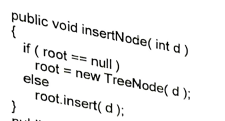 public void insertNode( int d )
{
if ( root == null )
root = new TreeNode( d );
else
root.insert( d );
}